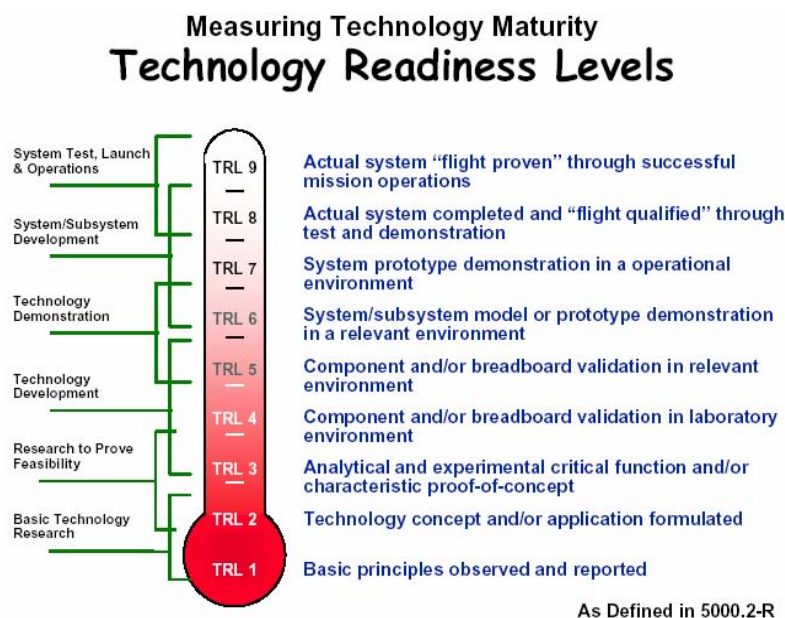 Measuring Technology Maturity
Technology Readiness Levels
System Test, Launch
& Operations
System/Subsystem
Development
Technology
Demonstration
Technology
Development
Research to Prove
Feasibility
Basic Technology
Research
TRL 9
Actual system “flight proven” through successful
mission operations
TRL 8
Actual system completed and “flight qualified” through
test and demonstration
TRL 7
System prototype demonstration in a operational
environment
TRL 6
System/subsystem model or prototype demonstration
in a relevant environment
TRL 5
Component and/or breadboard validation in relevant
environment
TRL 4
Component and/or breadboard validation in laboratory
environment
TRL 3
Analytical and experimental critical function and/or
characteristic proof-of-concept
TRL 2
Technology concept and/or application formulated
TRL 1
Basic principles observed and reported
As Defined in 5000.2-R